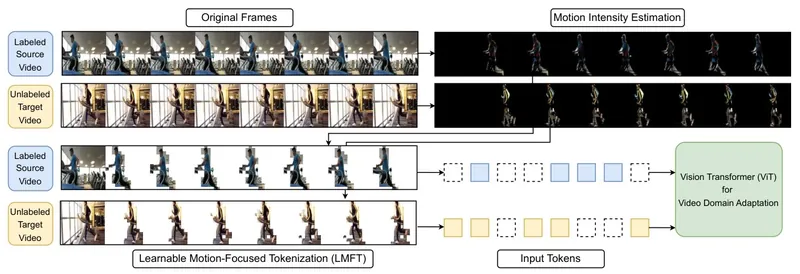 Original Frames
Motion Intensity Estimation
Labeled
Source
Video
Unlabeled
Target
Video
Labeled
Source
Video
Unlabeled
Target
Video
Vision Transformer (ViT)
for
Video Domain Adaptation
Learnable Motion-Focused Tokenization (LMFT)
Input Tokens